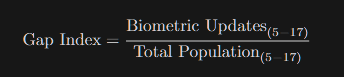 Gap Index = Biometric Updates(5−17) / Total Population(5−17)